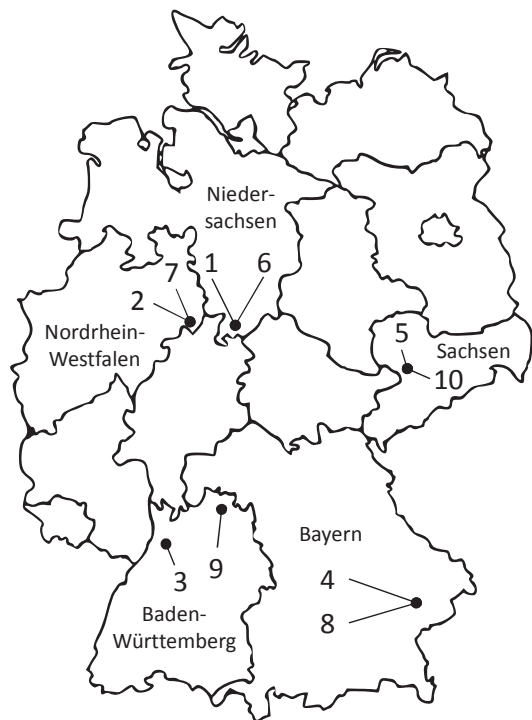 Nieder-
sachsen
7
1
6
2
Nordrhein-
Westfalen
5
Sachsen
10
Bayern
9
3
4
Baden-
Württemberg
8